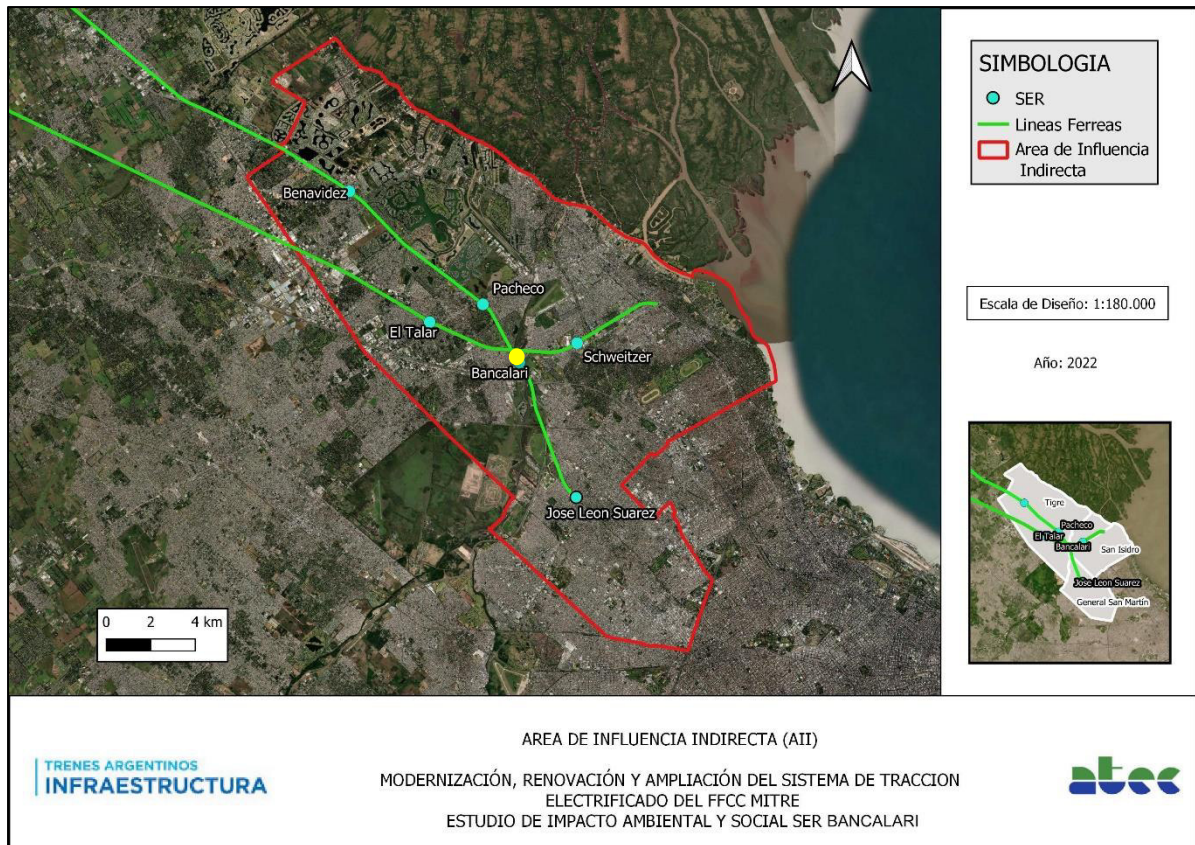 Benavidez
Pacheco
El Talar
Schweitzer
Bancalari
Jose León Suarez
0 2 4 km
SIMBOLOGIA
SER
Lineas Ferreas
Area de Influencia
Indirecta
Escala de Diseño: 1:180.000
Año: 2022
Tigre
Pacheco
El Talar
Bancalari
San Isidro
Jose León Suarez
General San Martín
TRENES ARGENTINOS
INFRAESTRUCTURA
AREA DE INFLUENCIA INDIRECTA (AII)
MODERNIZACIÓN, RENOVACIÓN Y AMPLIACIÓN DEL SISTEMA DE TRACCION
ELECTRIFICADO DEL FFCC MITRE
ESTUDIO DE IMPACTO AMBIENTAL Y SOCIAL SER BANCALARI
atec